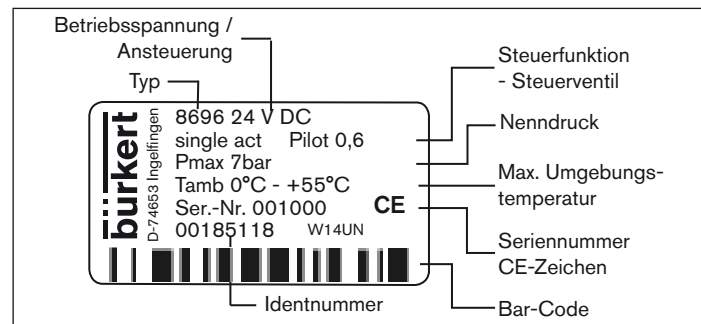 Betriebsspannung /
Ansteuerung
Typ
Steuerfunktion
- Steuerventil
Nenndruck
Max. Umgebungs-
temperatur
Seriennummer
CE-Zeichen
Bar-Code
Identnummer
bürkert
D-74653 Ingelfingen
8696 24 V DC
single act Pilot 0,6
Pmax 7bar
Tamb 0°C - +55°C
Ser.-Nr. 001000 CE
00185118 W14UN